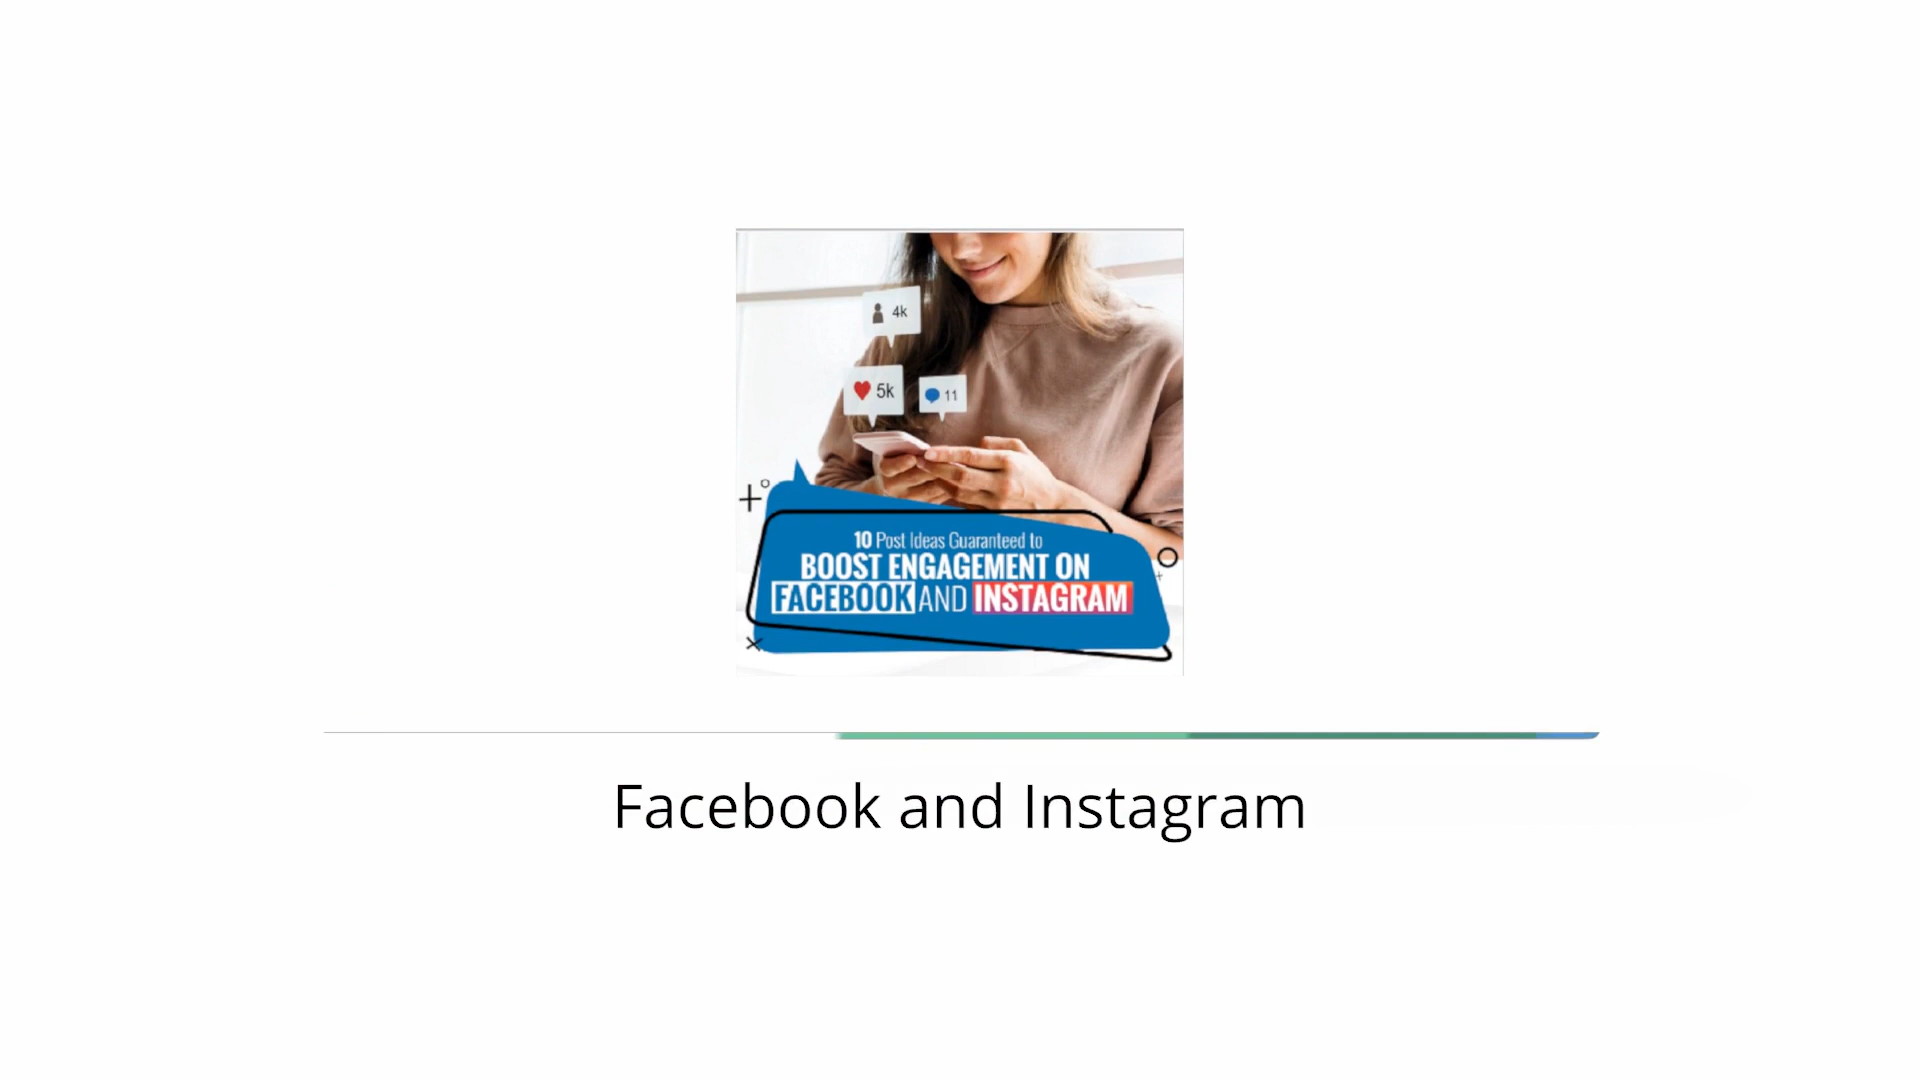 4k
5k
11
10 Post Ideas Guaranteed to
BOOST ENGAGEMENT ON
FACEBOOK AND INSTAGRAM
Facebook and Instagram